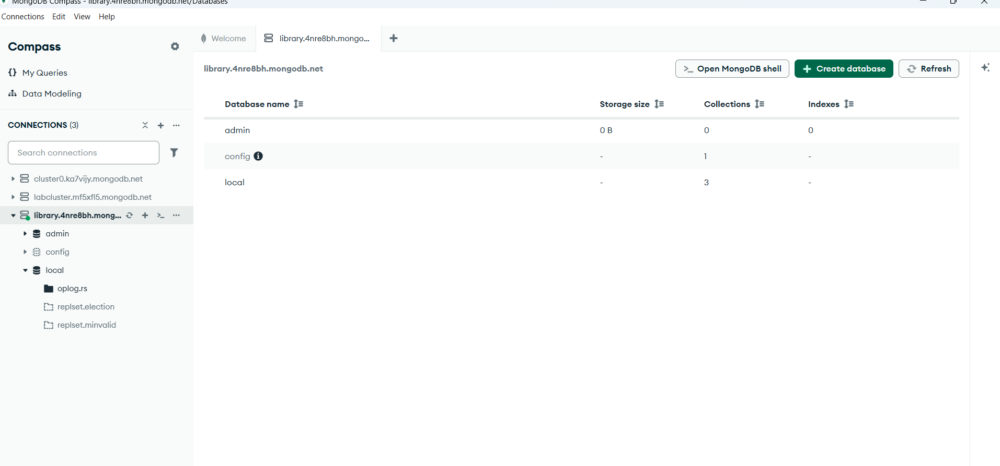 MongoDB Compass - library.4nre8bh.mongodb.net/Databases
Connections Edit View Help
Compass
My Queries
Data Modeling
CONNECTIONS (3)
Search connections
cluster0.ka7vijy.mongodb.net
labcluster.mf5xfl5.mongodb.net
library.4nre8bh.mong...
admin
config
local
oplog.rs
replset.election
replset.minvalid
Welcome
library.4nre8bh.mongo...
library.4nre8bh.mongodb.net
>_ Open MongoDB shell
Create database
Refresh
Database name Storage size Collections Indexes
admin 0 B 0 0
config - 1 -
local - 3 -